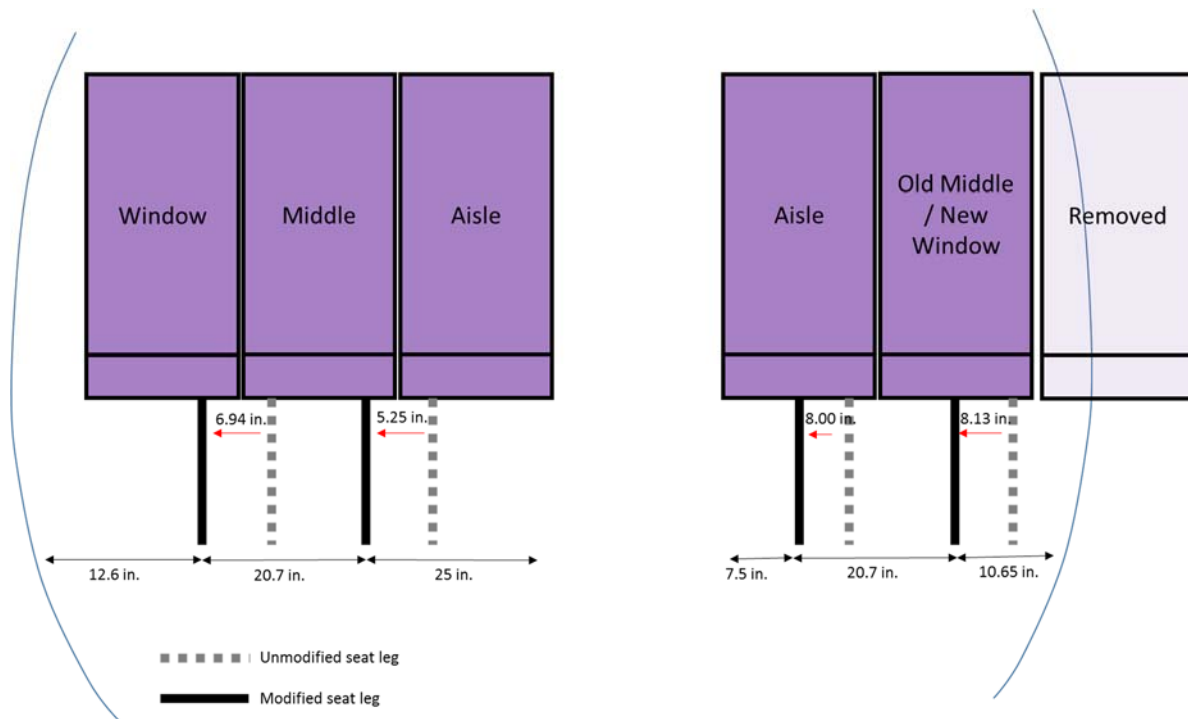 Window
Middle
Aisle
Aisle
Old Middle
/ New
Window
Removed
6.94 in.
5.25 in.
8.00 in.
8.13 in.
12.6 in.
20.7 in.
25 in.
7.5 in.
20.7 in.
10.65 in.
Unmodified seat leg
Modified seat leg